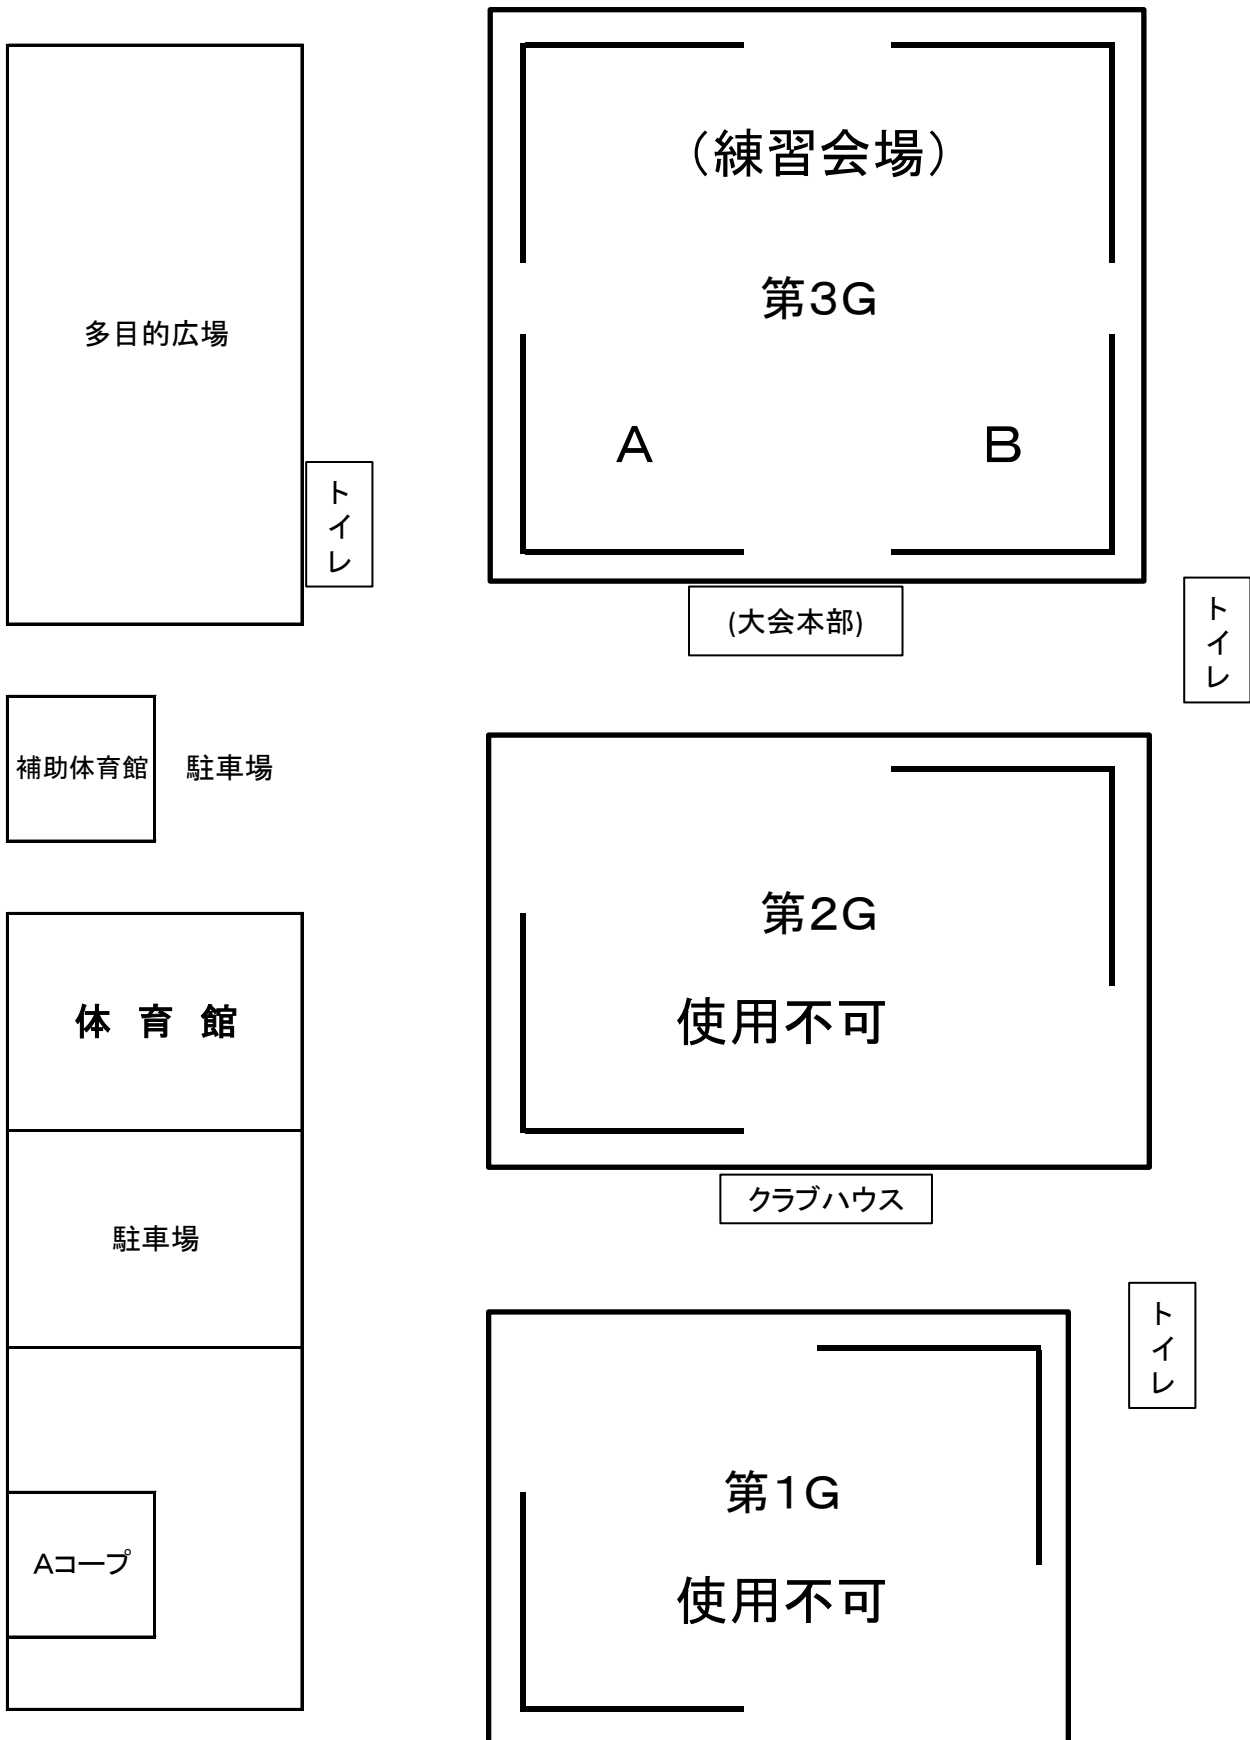 （練習会場）
第３Ｇ
多目的広場
Ａ
Ｂ
トイレ
(大会本部)
トイレ
補助体育館
駐車場
第２Ｇ
使用不可
体　育　館
クラブハウス
駐車場
トイレ
第１Ｇ
Ａコープ
使用不可